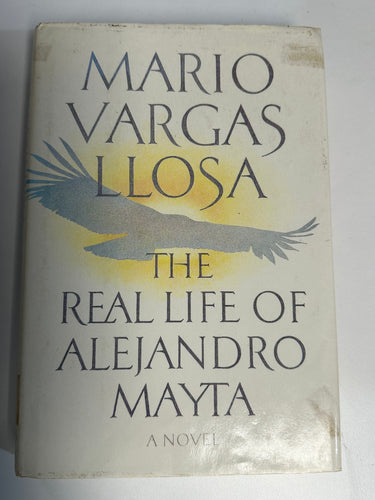 MARIO
VARGAS
LLOSA
THE
REAL LIFE OF
ALEJANDRO
MAYTA
A NOVEL